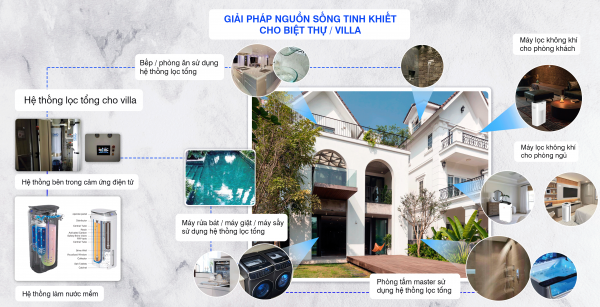 GIẢI PHÁP NGUỒN SỐNG TINH KHIẾT
CHO BIỆT THỰ / VILLA
Máy lọc không khí
cho phòng khách
Bếp / phòng ăn sử dụng
hệ thống lọc tổng
Hệ thống lọc tổng cho villa
Máy lọc không khí
cho phòng ngủ
Hệ thống bên trong cảm ứng điện tử
Máy rửa bát / máy giặt / máy sấy
sử dụng hệ thống lọc tổng
Phòng tắm master sử
dụng hệ thống lọc tổng
Hệ thống làm nước mềm